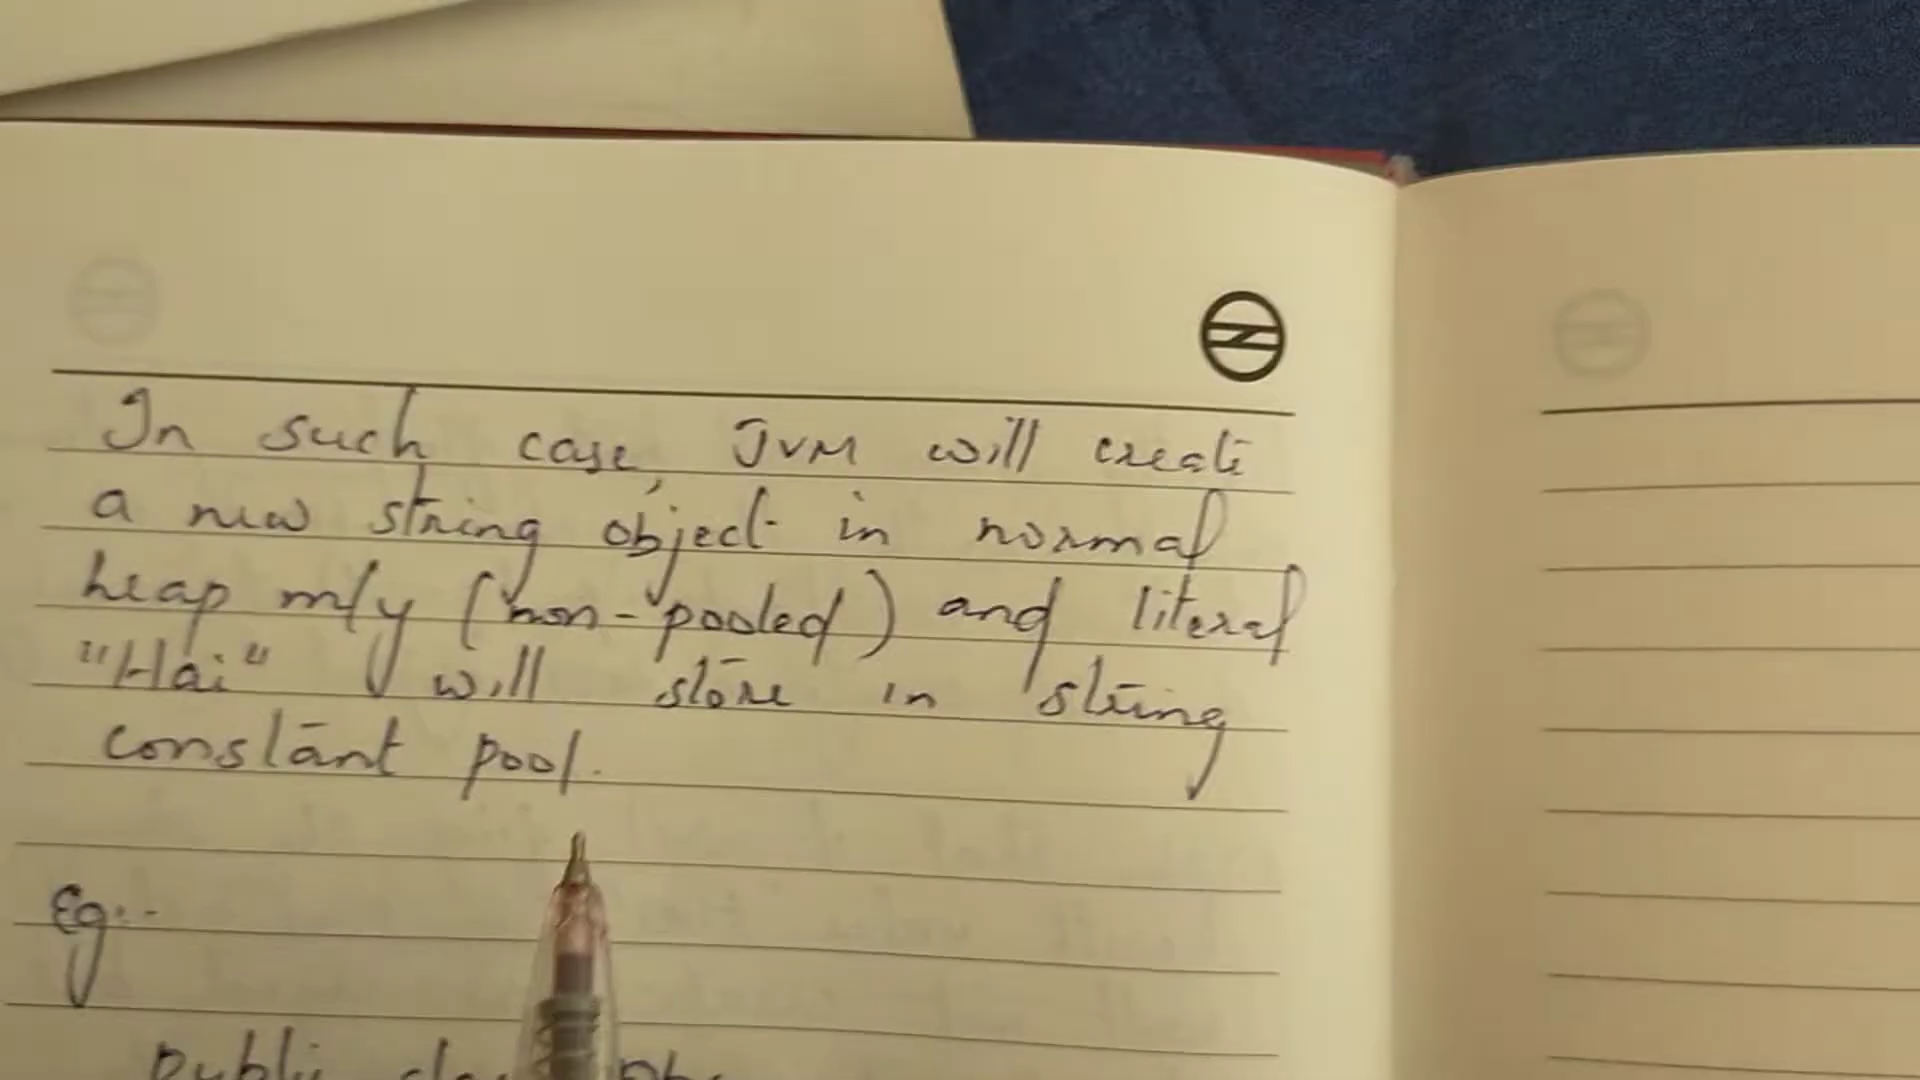 In such case, JVM will create
a new string object in normal
heap m/y (non-pooled) and literal
"Hai" will store in string
constant pool.
Eg:-
public